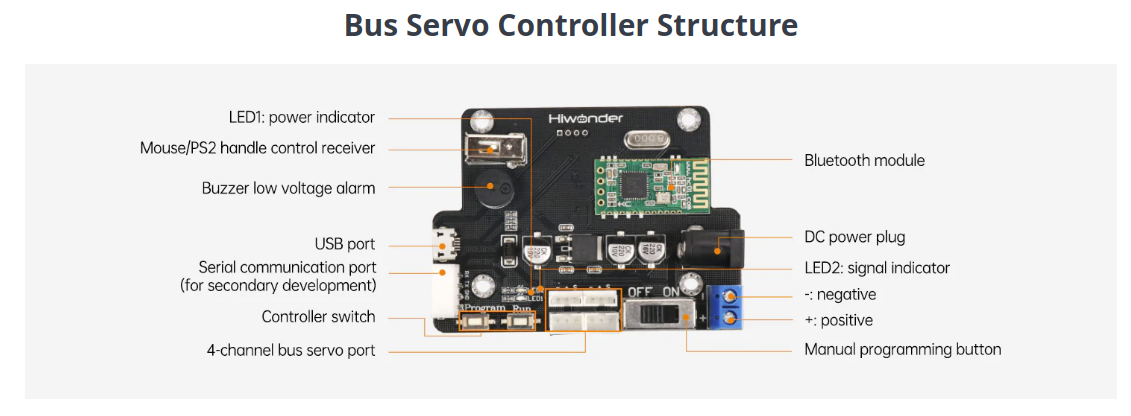 Bus Servo Controller Structure
LED1: power indicator
Mouse/PS2 handle control receiver
Buzzer low voltage alarm
USB port
Serial communication port
(for secondary development)
Controller switch
4-channel bus servo port
Bluetooth module
DC power plug
LED2: signal indicator
-: negative
+: positive
Manual programming button
Hiwonder
HC
LED1
Program
Run
OFF ON
-
+